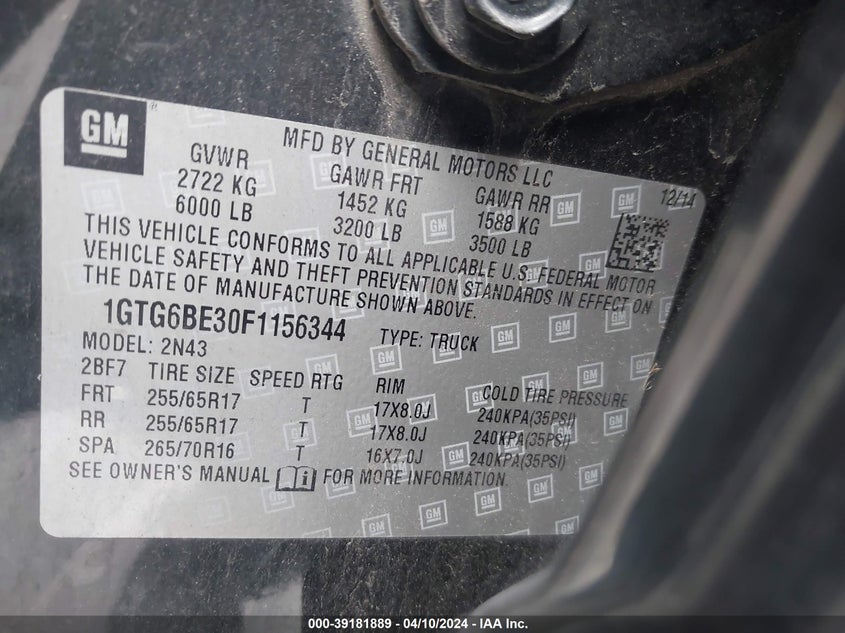 GM
MFD BY GENERAL MOTORS LLC
12/14
GVWR GAWR FRT GAWR RR
2722 KG 1452 KG 1588 KG
6000 LB 3200 LB 3500 LB
THIS VEHICLE CONFORMS TO ALL APPLICABLE U.S. FEDERAL MOTOR
VEHICLE SAFETY AND THEFT PREVENTION STANDARDS IN EFFECT ON
THE DATE OF MANUFACTURE SHOWN ABOVE.
1GTG6BE30F1156344 TYPE: TRUCK
MODEL: 2N43
2BF7 TIRE SIZE SPEED RTG RIM COLD TIRE PRESSURE
FRT 255/65R17 T 17X8.0J 240KPA(35PSI)
RR 255/65R17 T 17X8.0J 240KPA(35PSI)
SPA 265/70R16 T 16X7.0J 240KPA(35PSI)
SEE OWNER'S MANUAL FOR MORE INFORMATION.
000-39181889 - 04/10/2024 - IAA Inc.